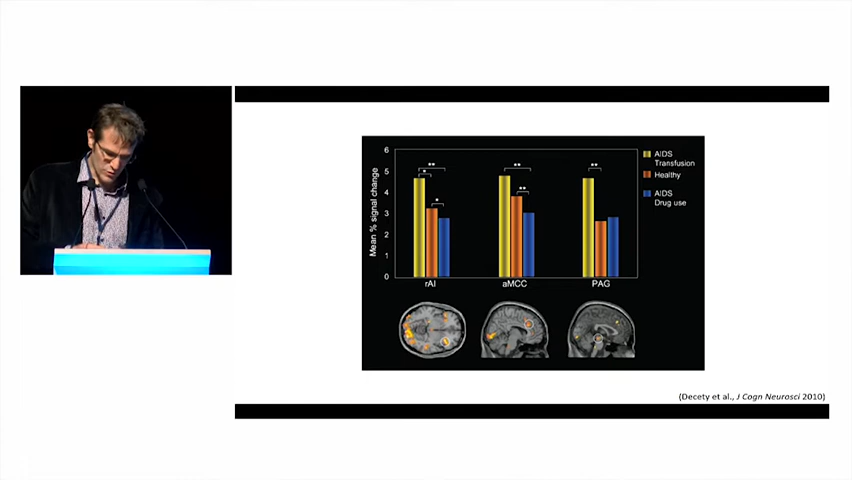 6
5
4
3
2
1
0
Mean % signal change
**
*
*
**
**
**
rAI
aMCC
PAG
AIDS
Transfusion
Healthy
AIDS
Drug use
(Decety et al., J Cogn Neurosci 2010)